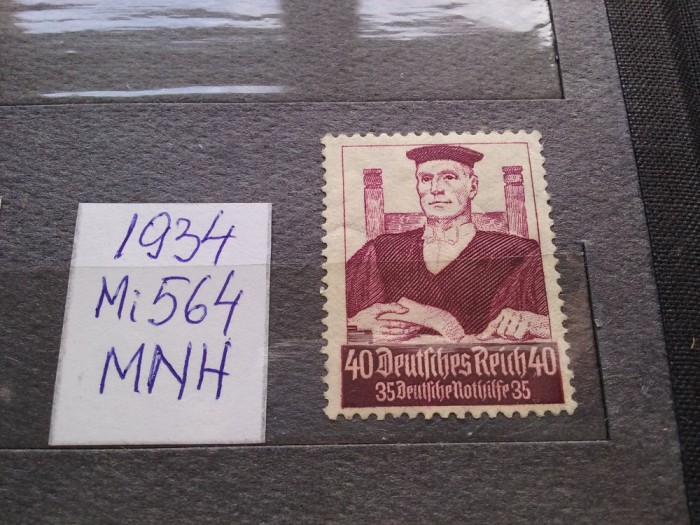 1934
Mi 564
MNH
40 Deutsches Reich 40
35 Deutsche Nothilfe 35